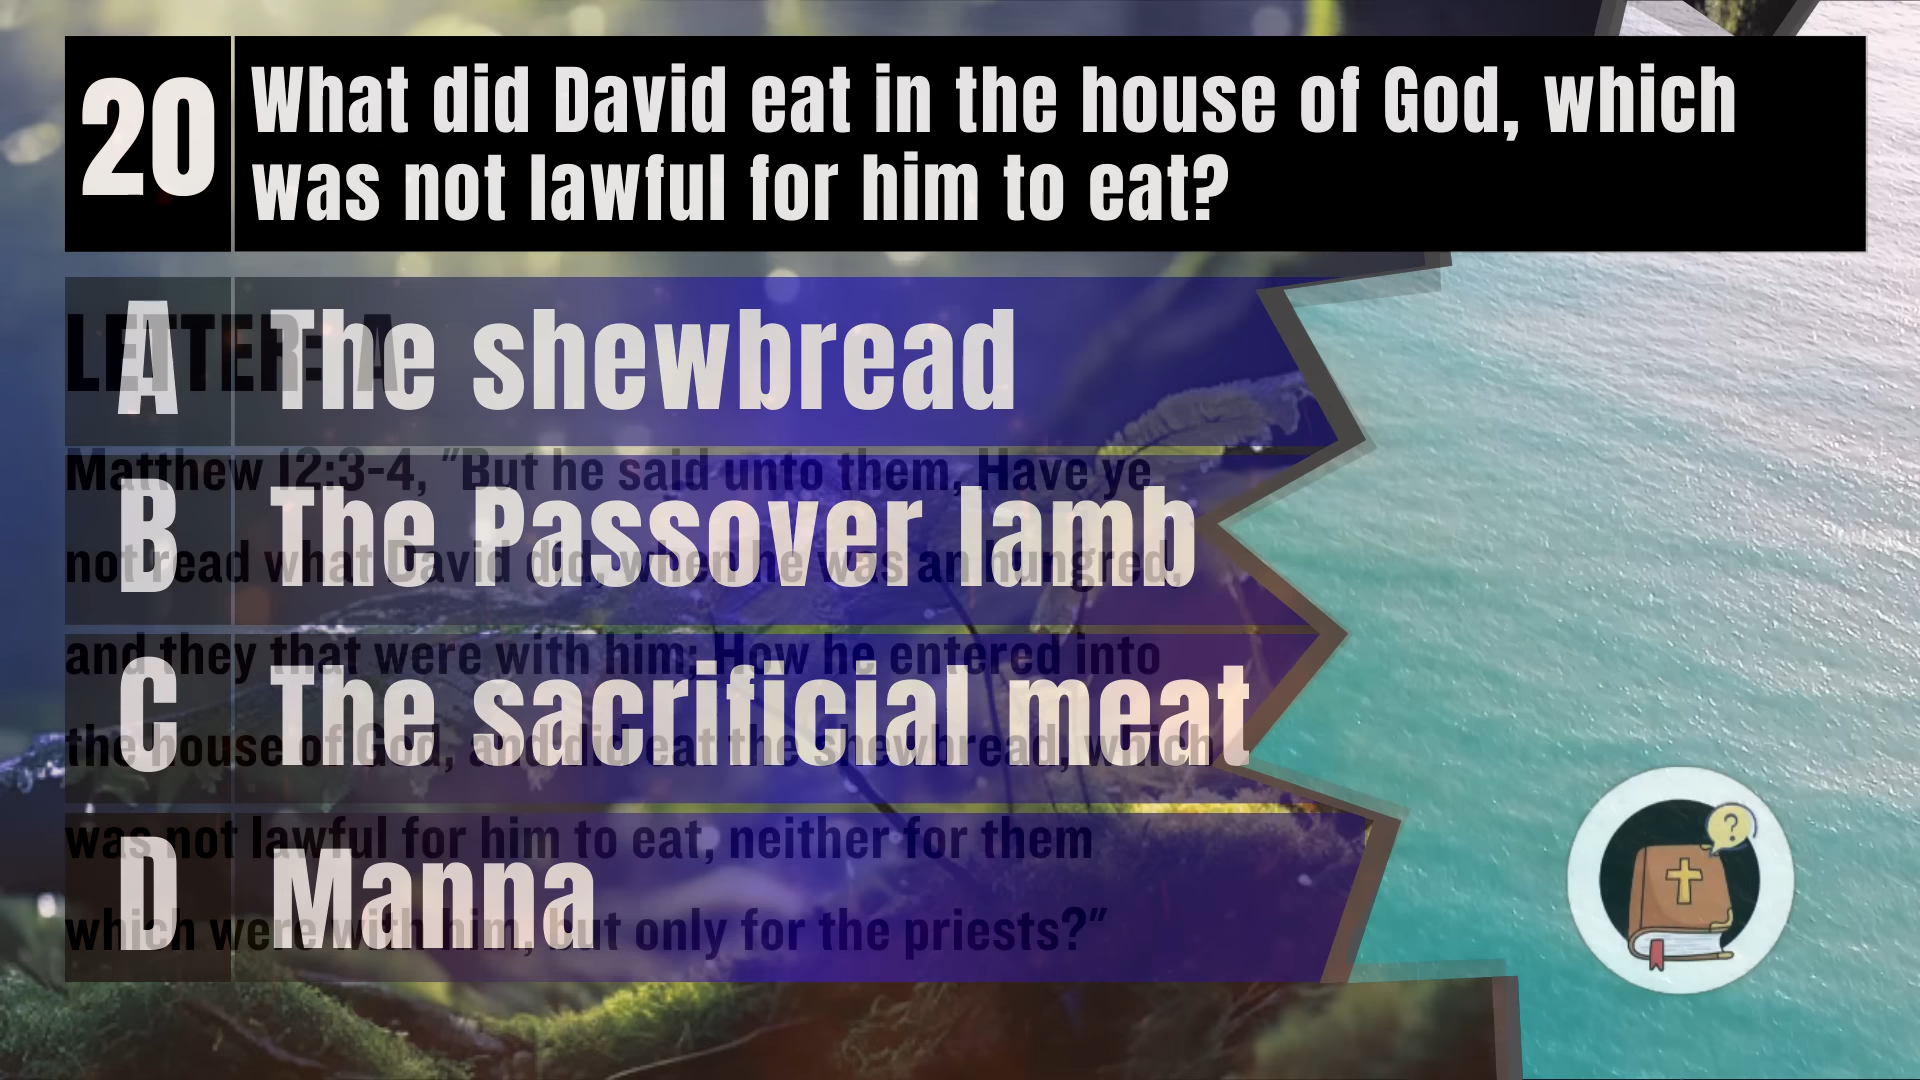 20
What did David eat in the house of God, which
was not lawful for him to eat?
A The shewbread
B The Passover lamb
C The sacrificial meat
D Manna
LETTER: A
Matthew 12:3-4, "But he said unto them, Have ye
not read what David did, when he was an hungred,
and they that were with him; How he entered into
the house of God, and did eat the shewbread, which
was not lawful for him to eat, neither for them
which were with him, but only for the priests?"
?